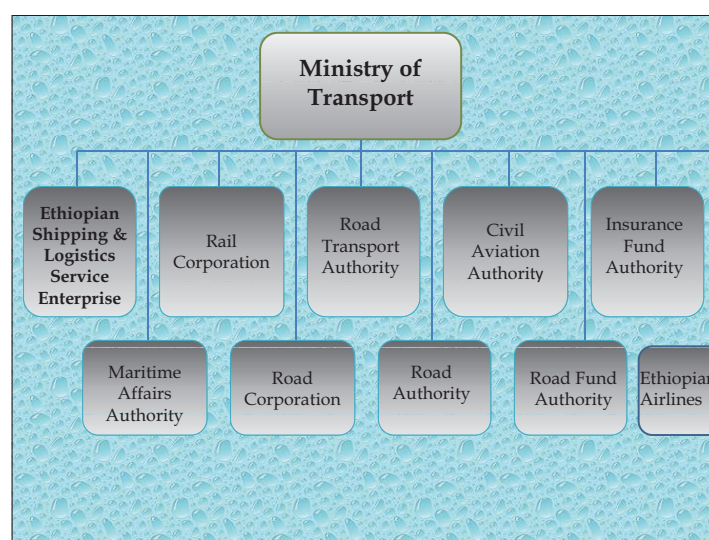 Ministry of
Transport
Ethiopian
Shipping &
Logistics
Service
Enterprise
Rail
Corporation
Road
Transport
Authority
Civil
Aviation
Authority
Insurance
Fund
Authority
Maritime
Affairs
Authority
Road
Corporation
Road
Authority
Road Fund
Authority
Ethiopian
Airlines